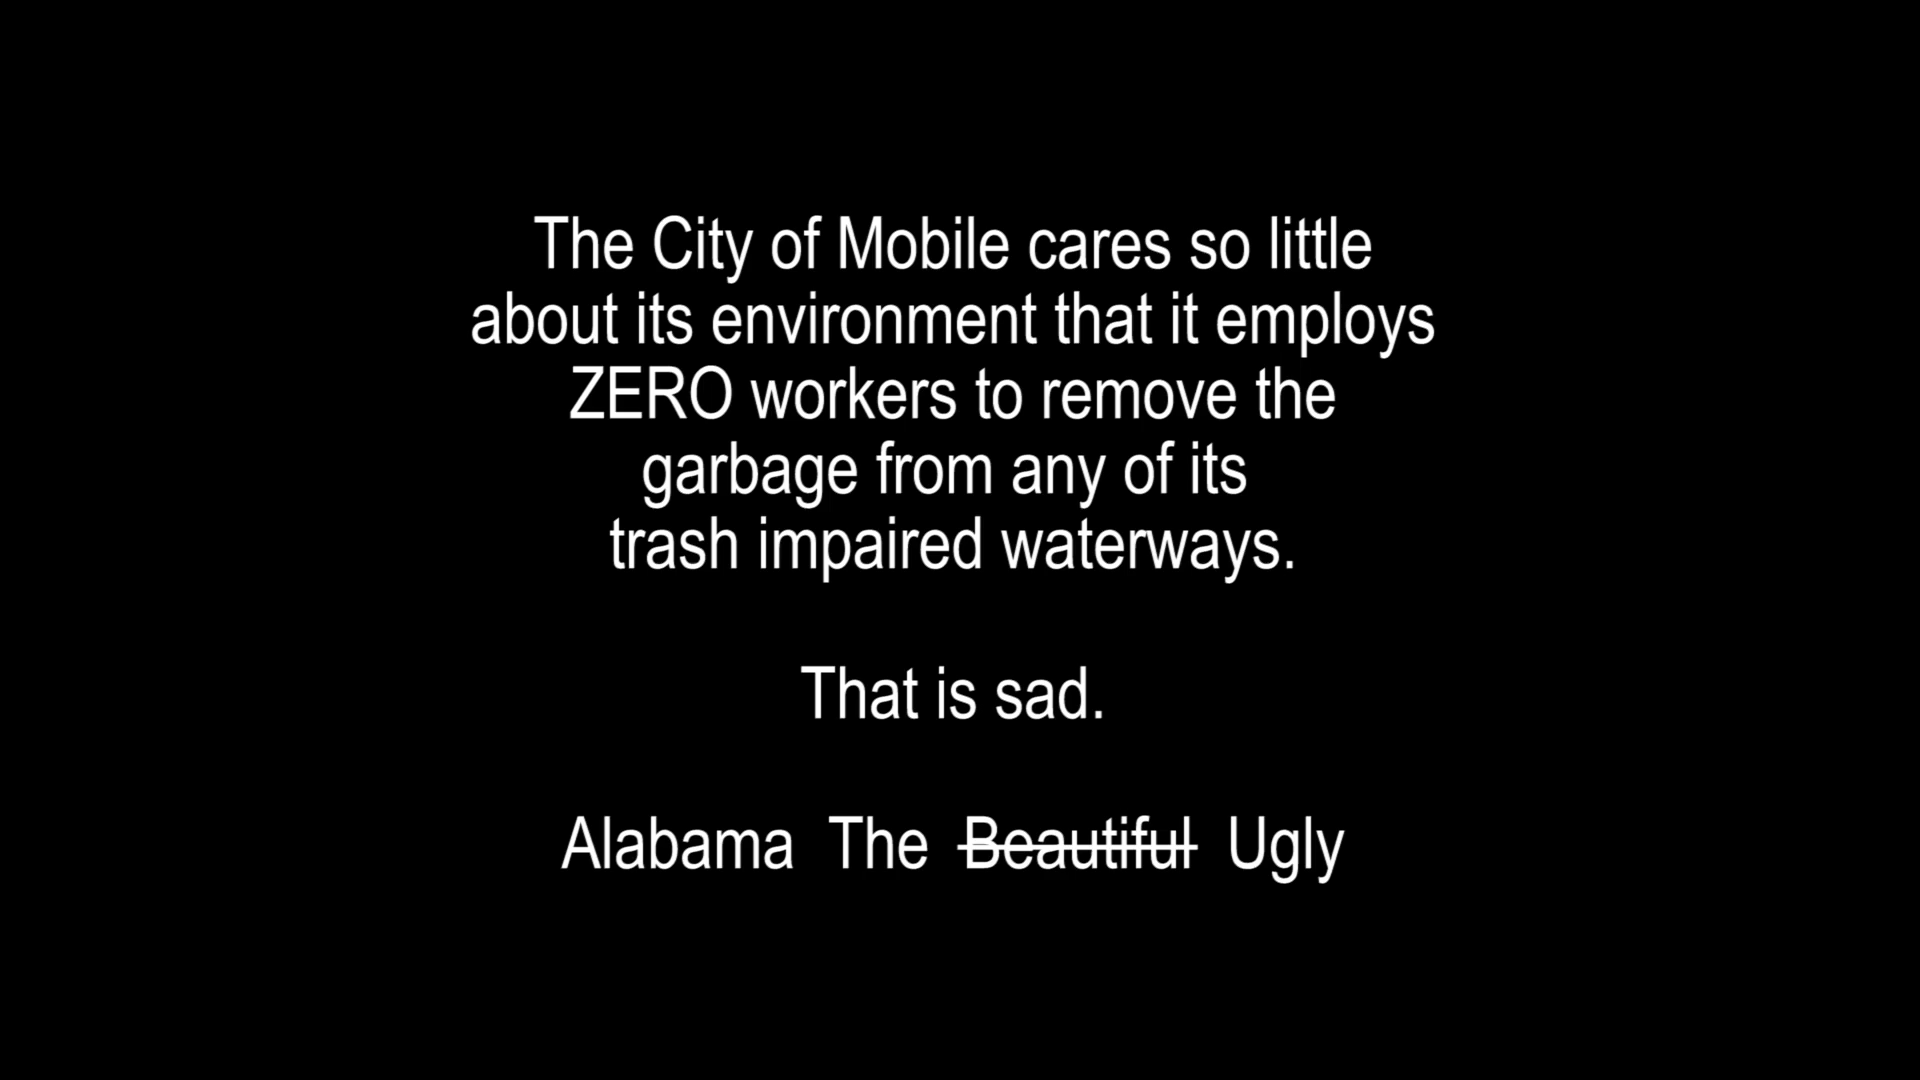 The City of Mobile cares so little
about its environment that it employs
ZERO workers to remove the
garbage from any of its
trash impaired waterways.
That is sad.
Alabama The Beautiful Ugly